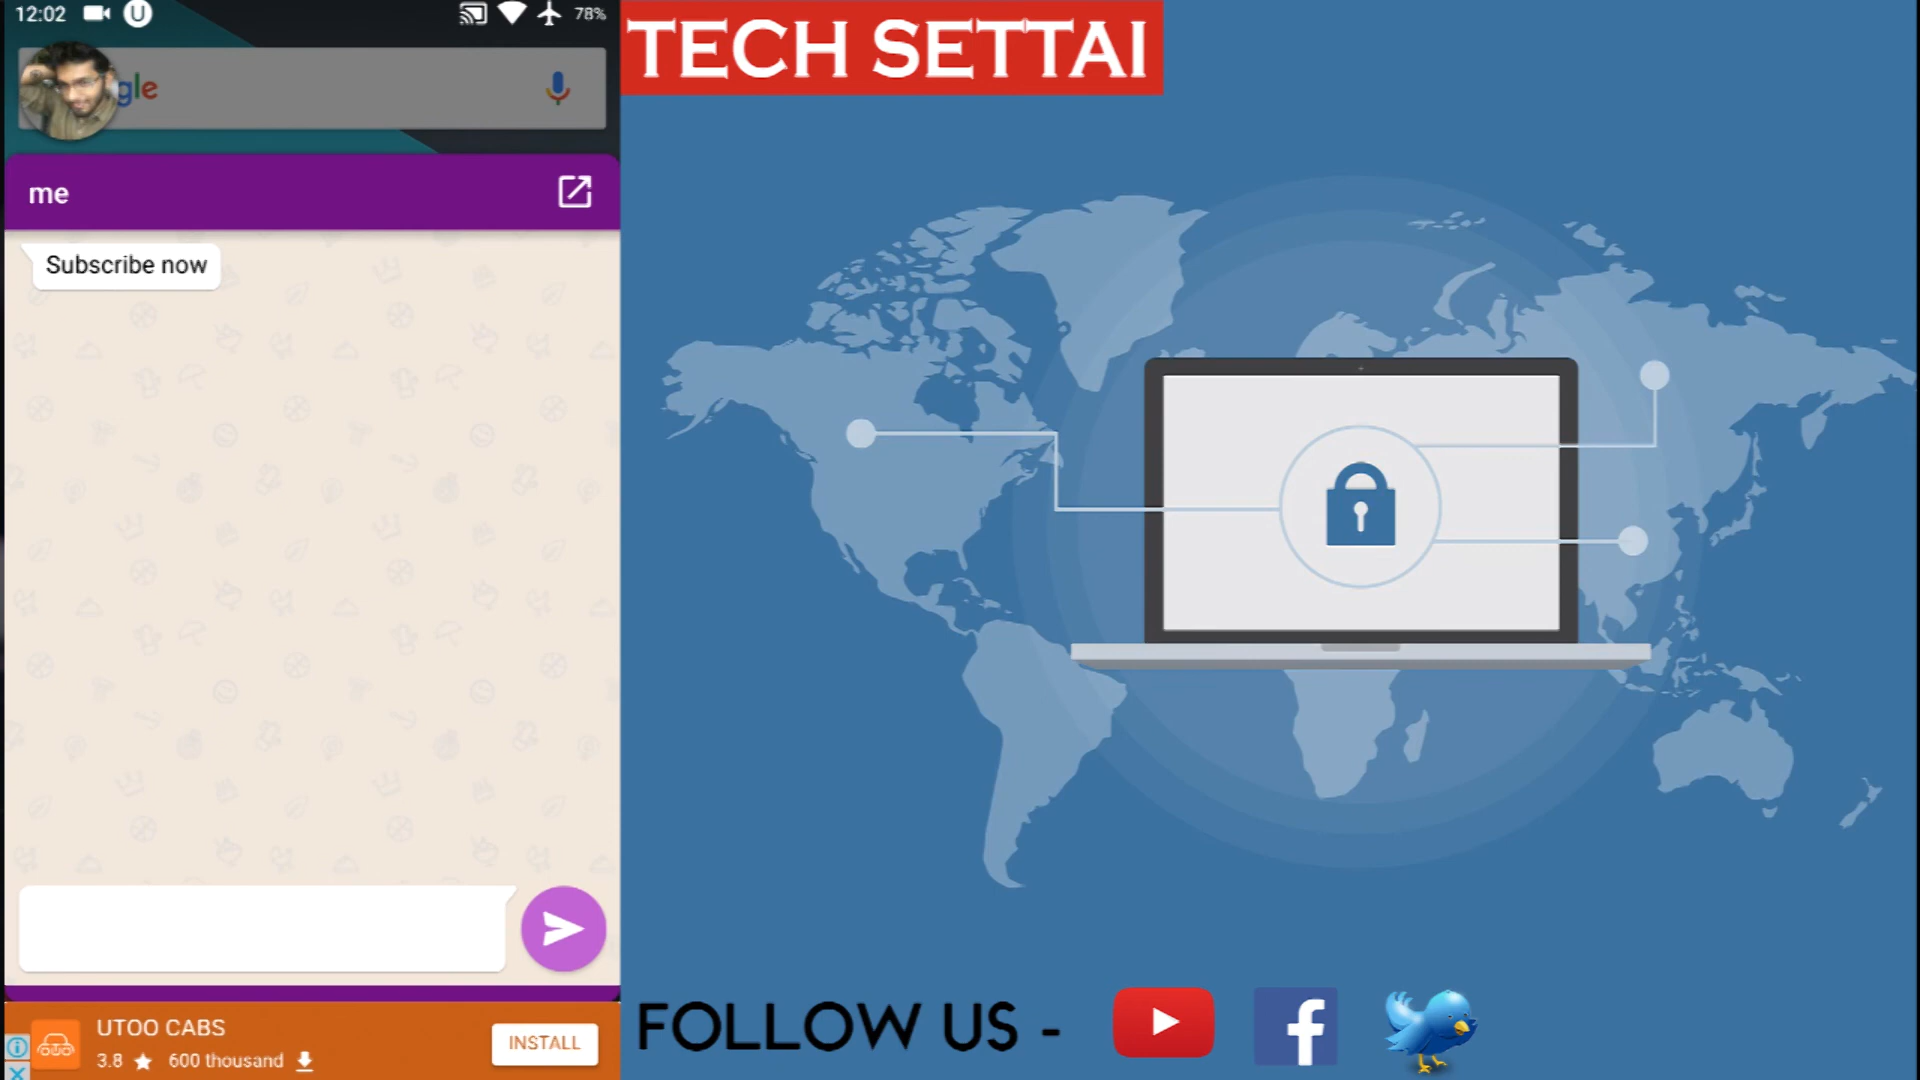 12:02
U
78%
TECH SETTAI
gle
me
Subscribe now
UTOO CABS
3.8 600 thousand
INSTALL
FOLLOW US -
f